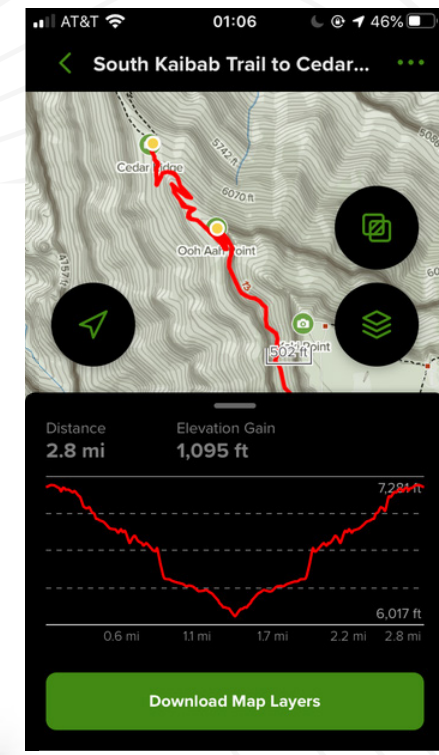 AT&T 01:06 46%
South Kaibab Trail to Cedar...
5742 ft
Cedar Ridge
6070 ft
Ooh Aah Point
4757 ft
502 ft
Point
Distance Elevation Gain
2.8 mi 1,095 ft
7,281 ft
6,017 ft
0.6 mi 1.1 mi 1.7 mi 2.2 mi 2.8 mi
Download Map Layers